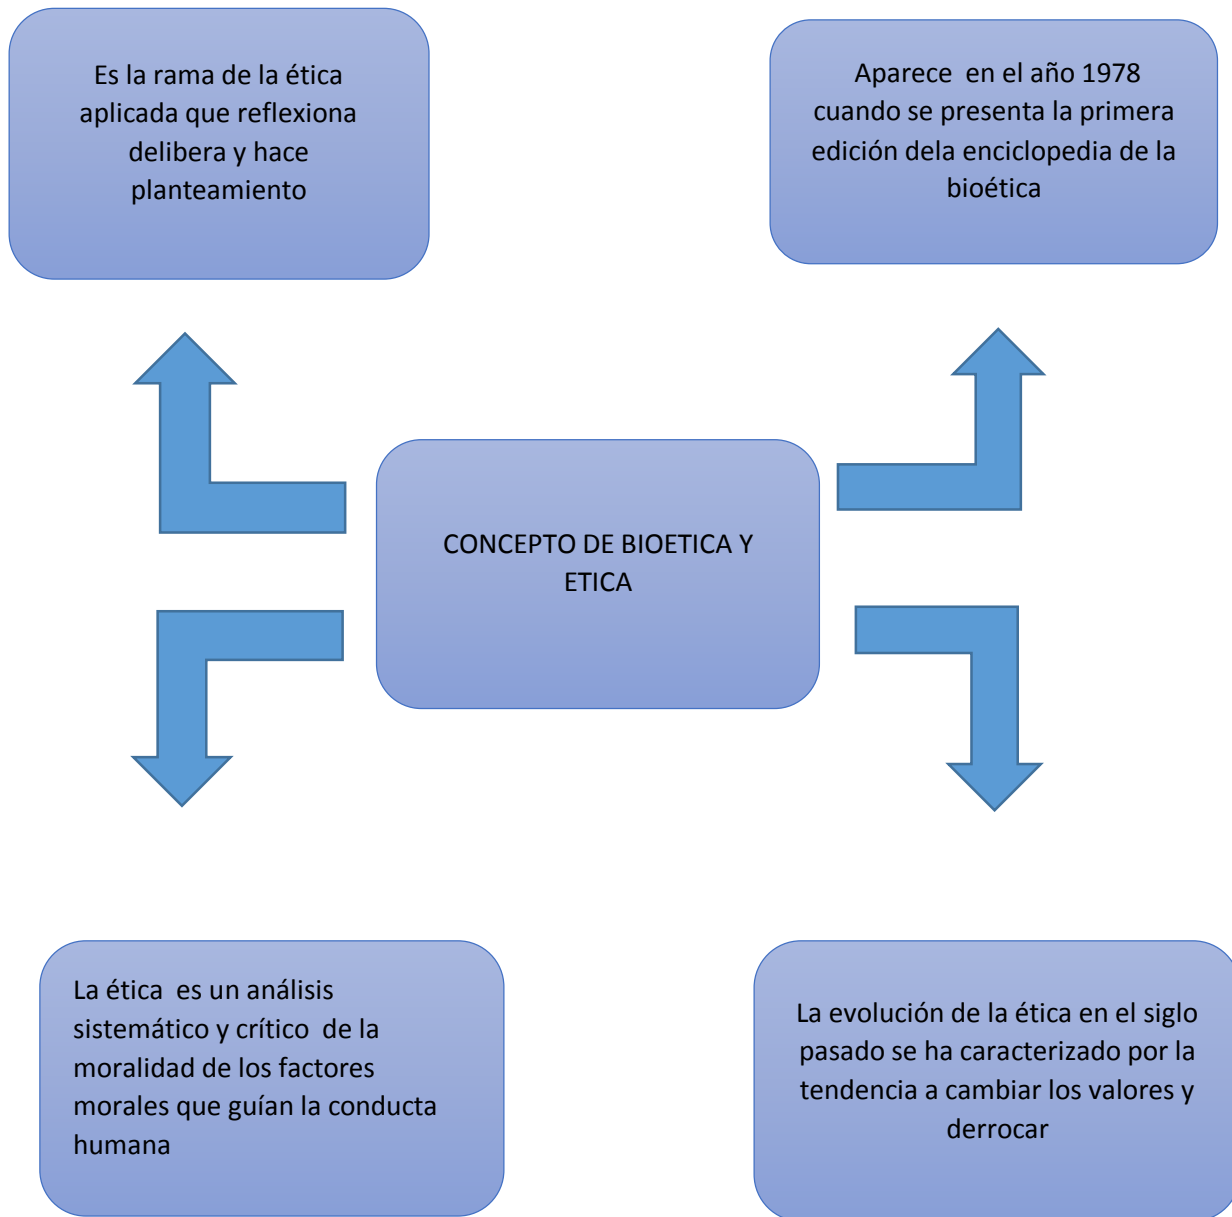 Es la rama de la ética
aplicada que reflexiona
delibera y hace
planteamiento
Aparece en el año 1978
cuando se presenta la primera
edición dela enciclopedia de la
bioética
CONCEPTO DE BIOETICA Y
ETICA
La ética es un análisis
sistemático y crítico de la
moralidad de los factores
morales que guían la conducta
humana
La evolución de la ética en el siglo
pasado se ha caracterizado por la
tendencia a cambiar los valores y
derrocar